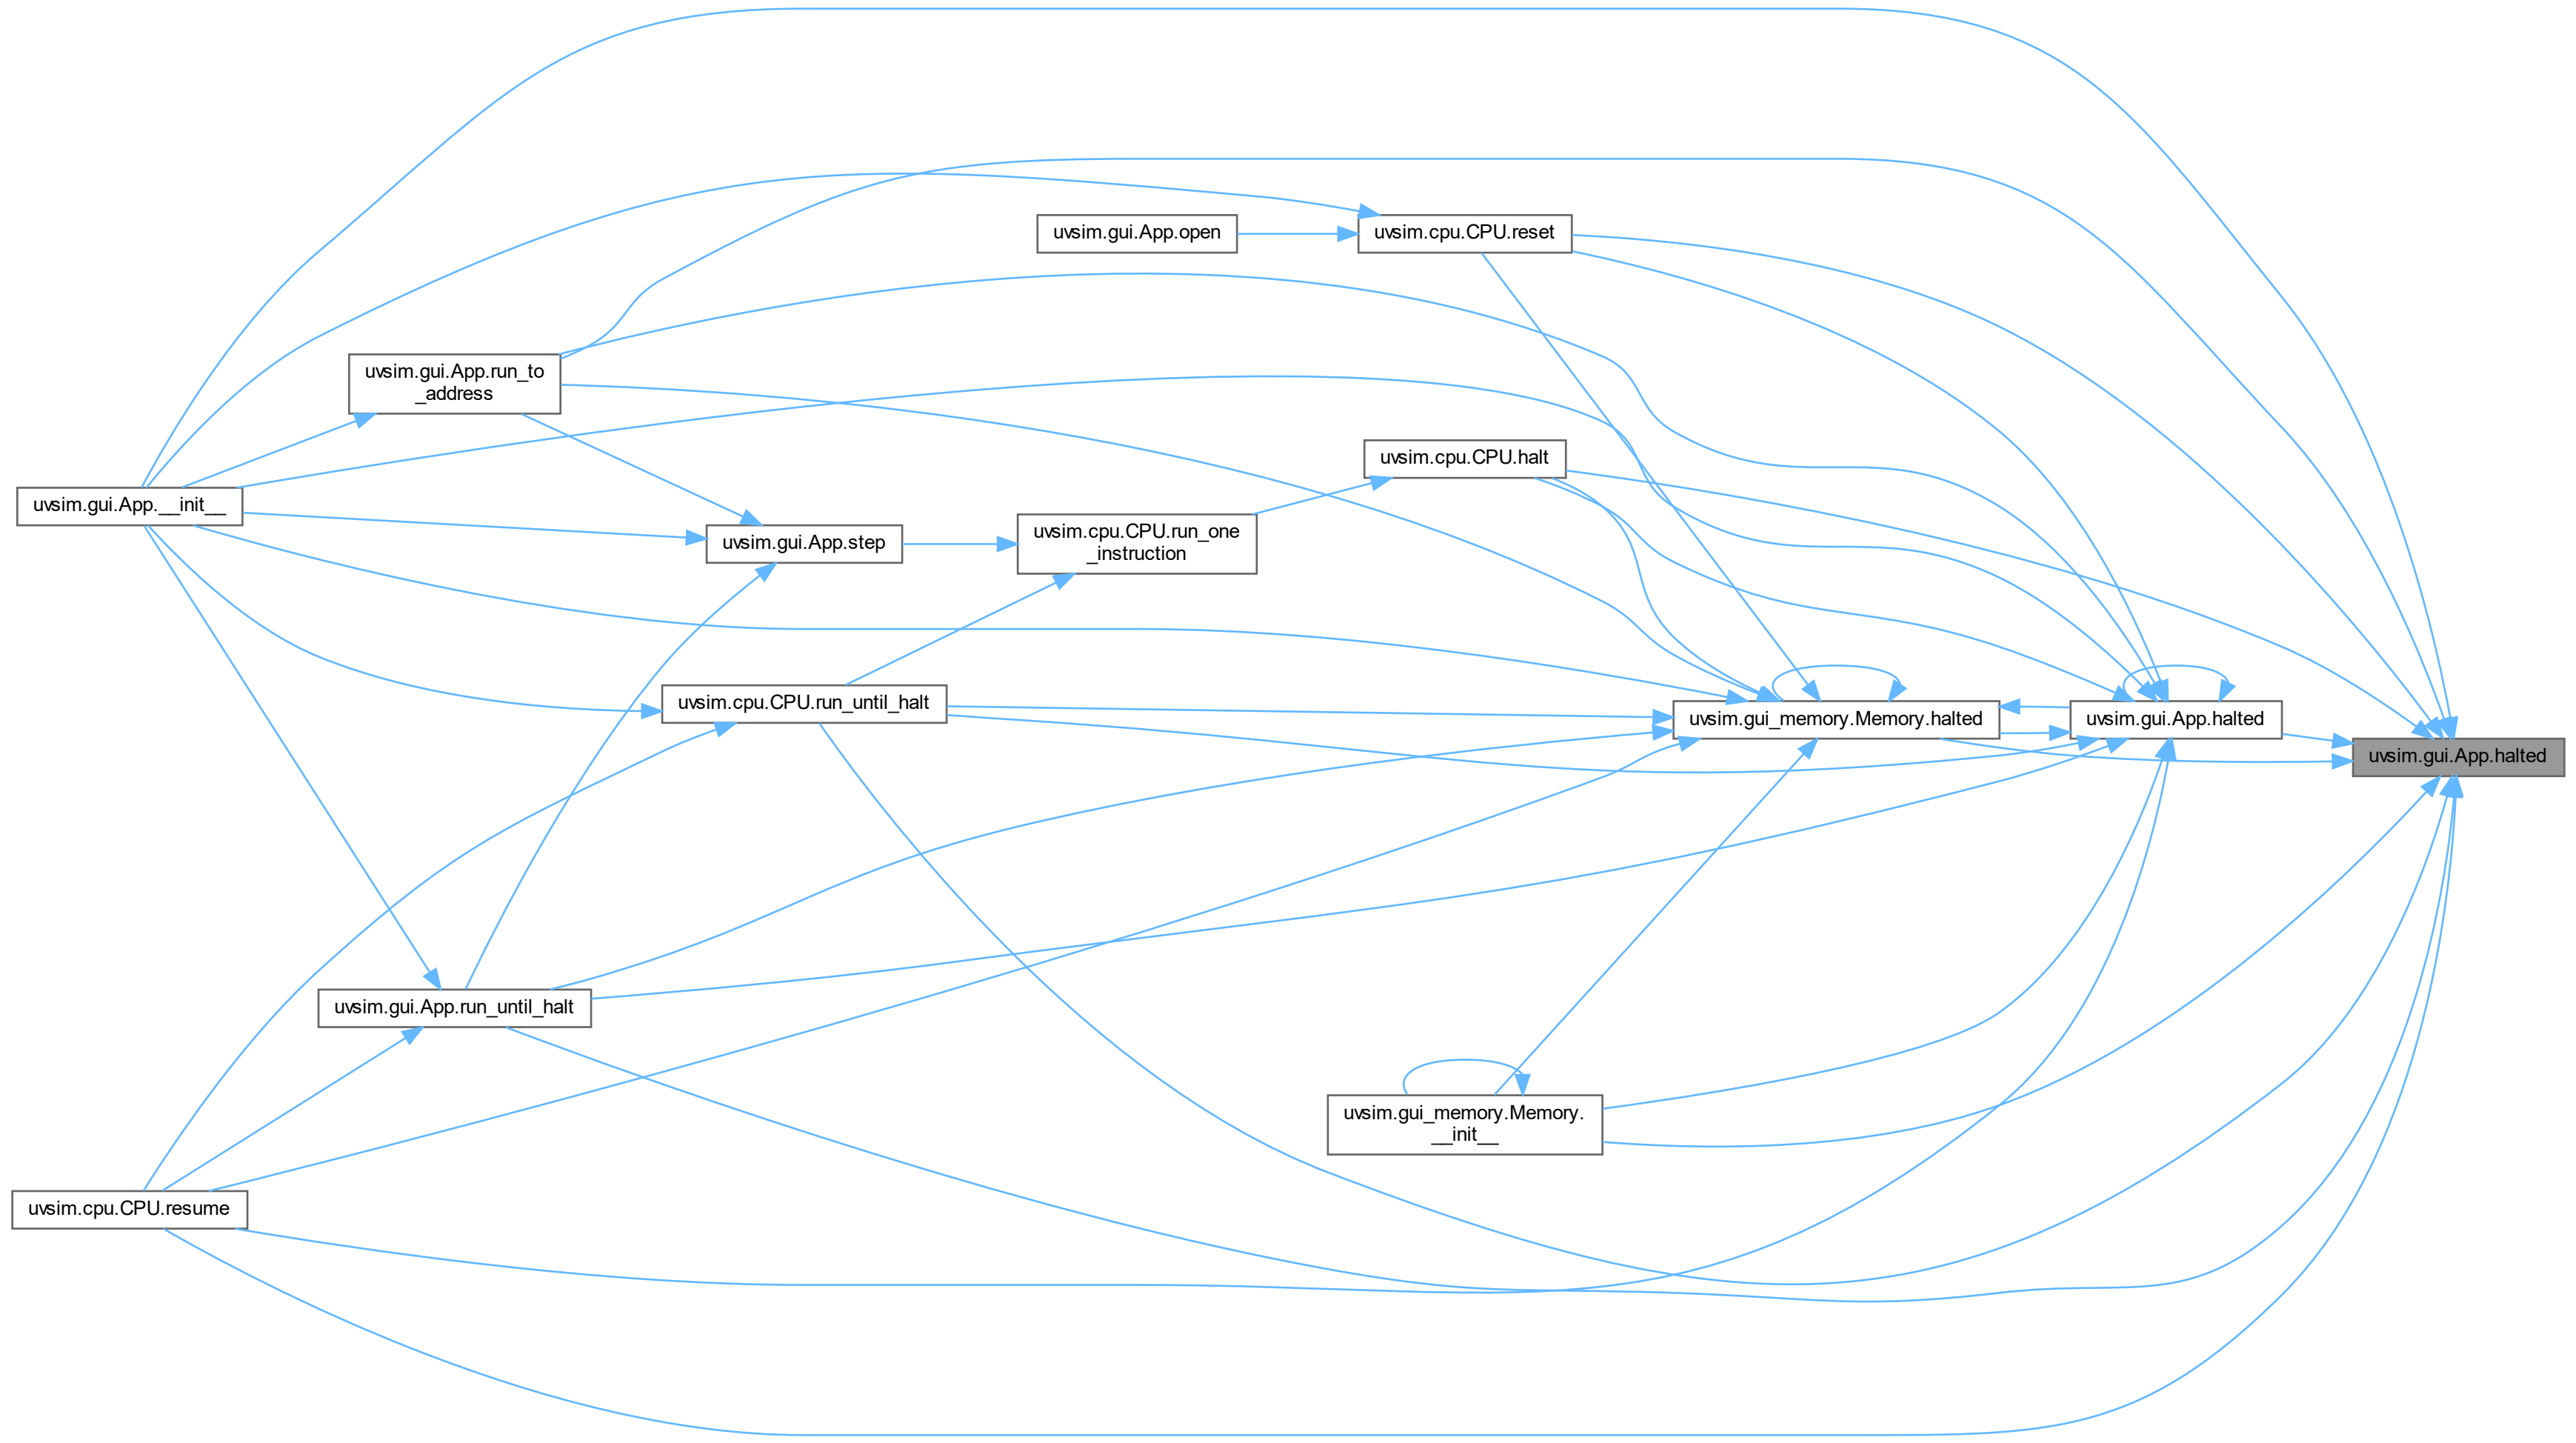 uvsim.gui.App.open
uvsim.cpu.CPU.reset
uvsim.gui.App.run_to
_address
uvsim.cpu.CPU.halt
uvsim.gui.App.__init__
uvsim.gui.App.step
uvsim.cpu.CPU.run_one
_instruction
uvsim.cpu.CPU.run_until_halt
uvsim.gui_memory.Memory.halted
uvsim.gui.App.halted
uvsim.gui.App.halted
uvsim.gui.App.run_until_halt
uvsim.gui_memory.Memory.
__init__
uvsim.cpu.CPU.resume